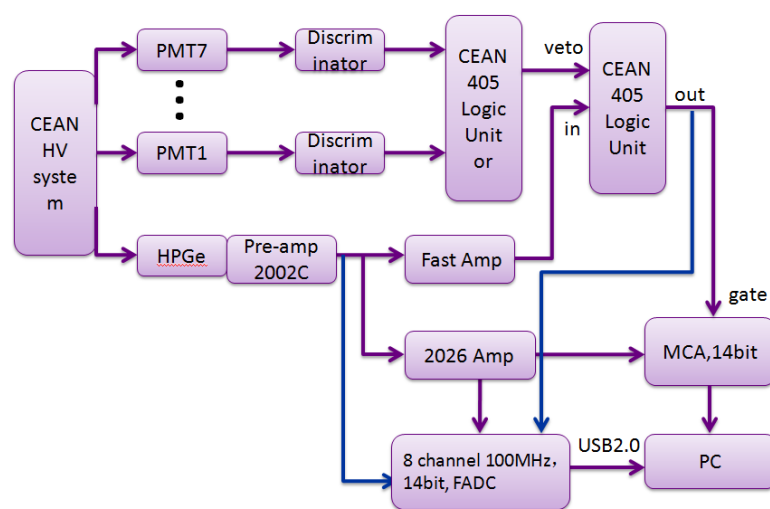 PMT7
Discrim
inator
CEAN
405
Logic
Unit
or
veto
CEAN
405
Logic
Unit
out
in
CEAN
HV
syste
m
PMT1
Discrim
inator
HPGe
Pre-amp
2002C
Fast Amp
gate
2026 Amp
MCA,14bit
8 channel 100MHz，
14bit, FADC
USB2.0
PC